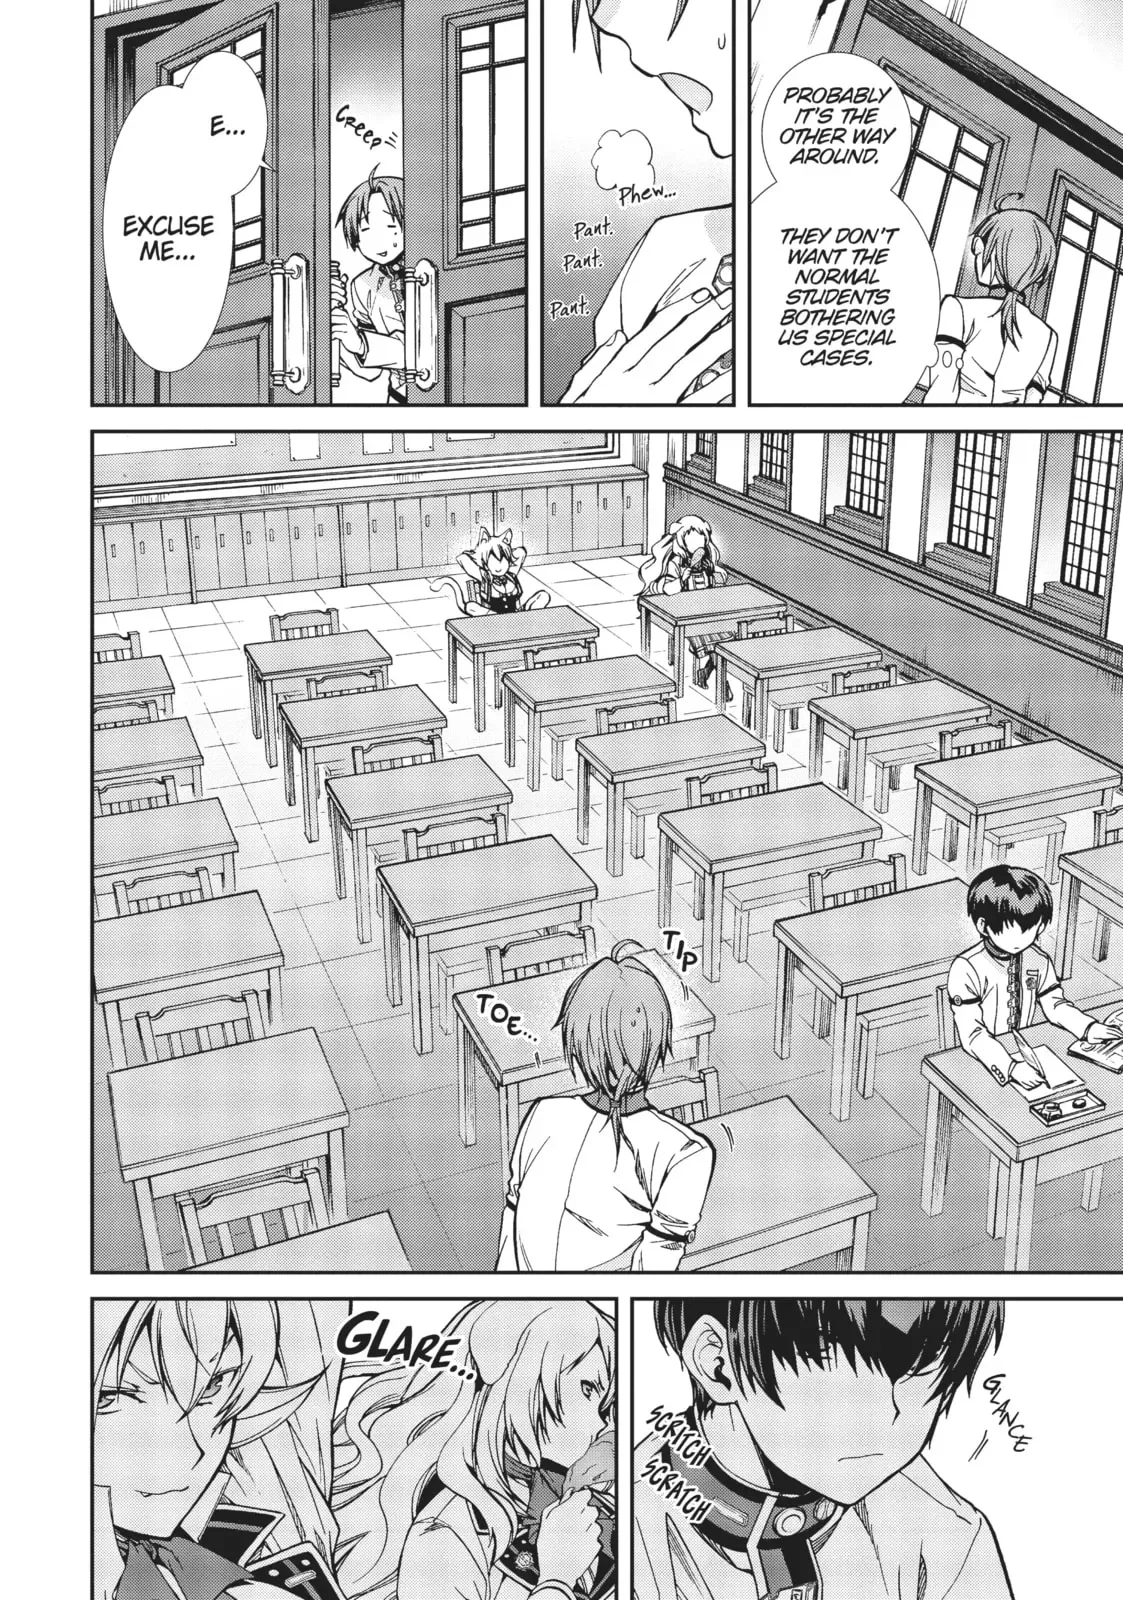 PROBABLY
IT'S THE
OTHER WAY
AROUND.
THEY DON'T
WANT THE
NORMAL
STUDENTS
BOTHERING
US SPECIAL
CASES.
Phew...
Pant.
Pant.
Pant.
Creep
E...
EXCUSE
ME...
TIP
TOE...
GLANCE
SCRITCH
SCRATCH
GLARE...